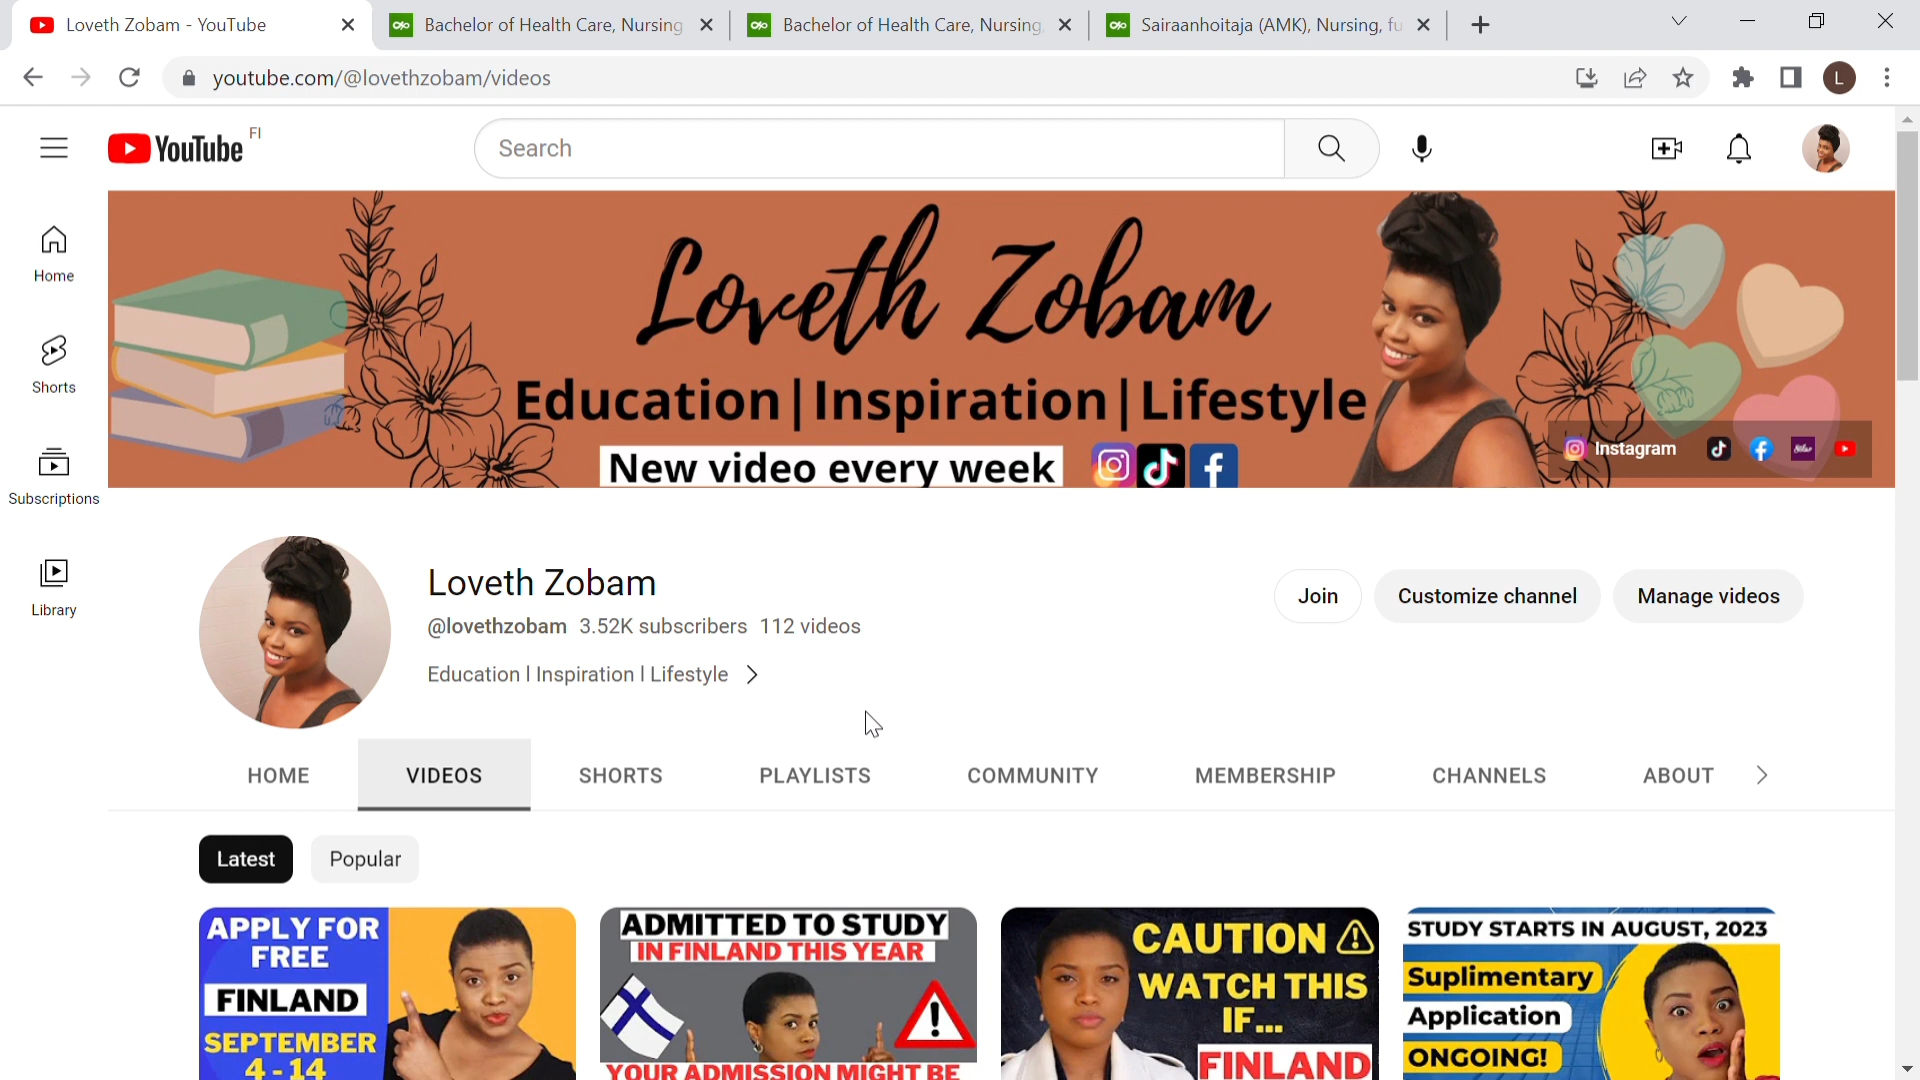 Loveth Zobam - YouTube
Bachelor of Health Care, Nursing
Bachelor of Health Care, Nursing,
Sairaanhoitaja (AMK), Nursing, fu
youtube.com/@lovethzobam/videos
L
YouTube FI
Search
Home
Shorts
Subscriptions
Library
Loveth Zobam
Education|Inspiration|Lifestyle
New video every week
Instagram
Loveth Zobam
@lovethzobam 3.52K subscribers 112 videos
Education I Inspiration I Lifestyle
Join
Customize channel
Manage videos
HOME
VIDEOS
SHORTS
PLAYLISTS
COMMUNITY
MEMBERSHIP
CHANNELS
ABOUT
Latest
Popular
APPLY FOR
FREE
FINLAND
SEPTEMBER
4-14
ADMITTED TO STUDY
IN FINLAND THIS YEAR
YOUR ADMISSION MIGHT BE
CAUTION
WATCH THIS
IF...
FINLAND
STUDY STARTS IN AUGUST, 2023
Suplimentary
Application
ONGOING!